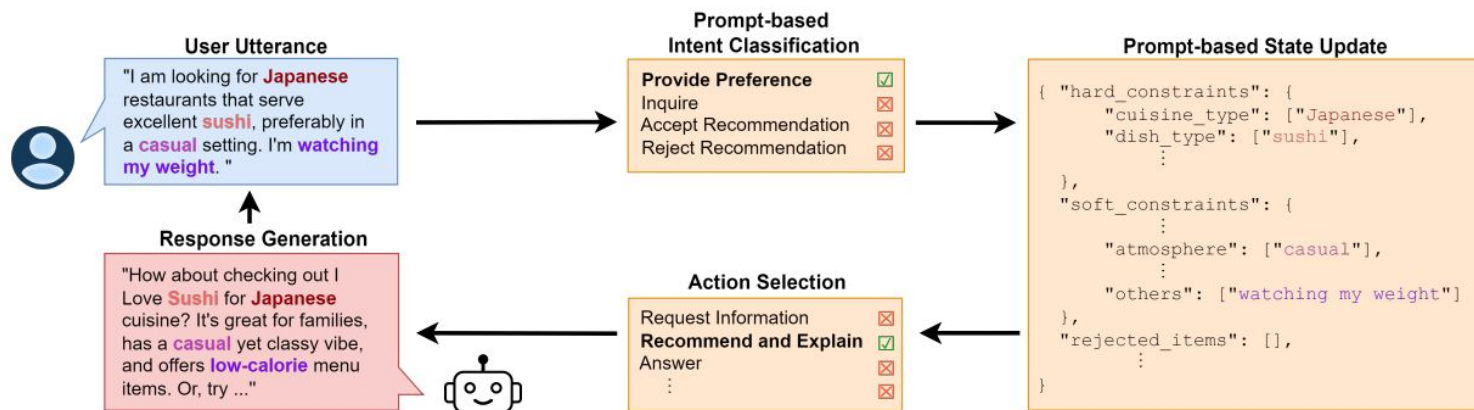 User Utterance
"I am looking for Japanese
restaurants that serve
excellent sushi, preferably in
a casual setting. I'm watching
my weight. "
Prompt-based
Intent Classification
Provide Preference ☑
Inquire ☒
Accept Recommendation ☒
Reject Recommendation ☒
Prompt-based State Update
{ "hard_constraints": {
"cuisine_type": ["Japanese"],
"dish_type": ["sushi"],
⋮
},
"soft_constraints": {
⋮
"atmosphere": ["casual"],
⋮
"others": ["watching my weight"]
},
"rejected_items": [],
⋮
}
Action Selection
Request Information ☒
Recommend and Explain ☑
Answer ☒
⋮ ☒
Response Generation
"How about checking out I
Love Sushi for Japanese
cuisine? It's great for families,
has a casual yet classy vibe,
and offers low-calorie menu
items. Or, try ..."